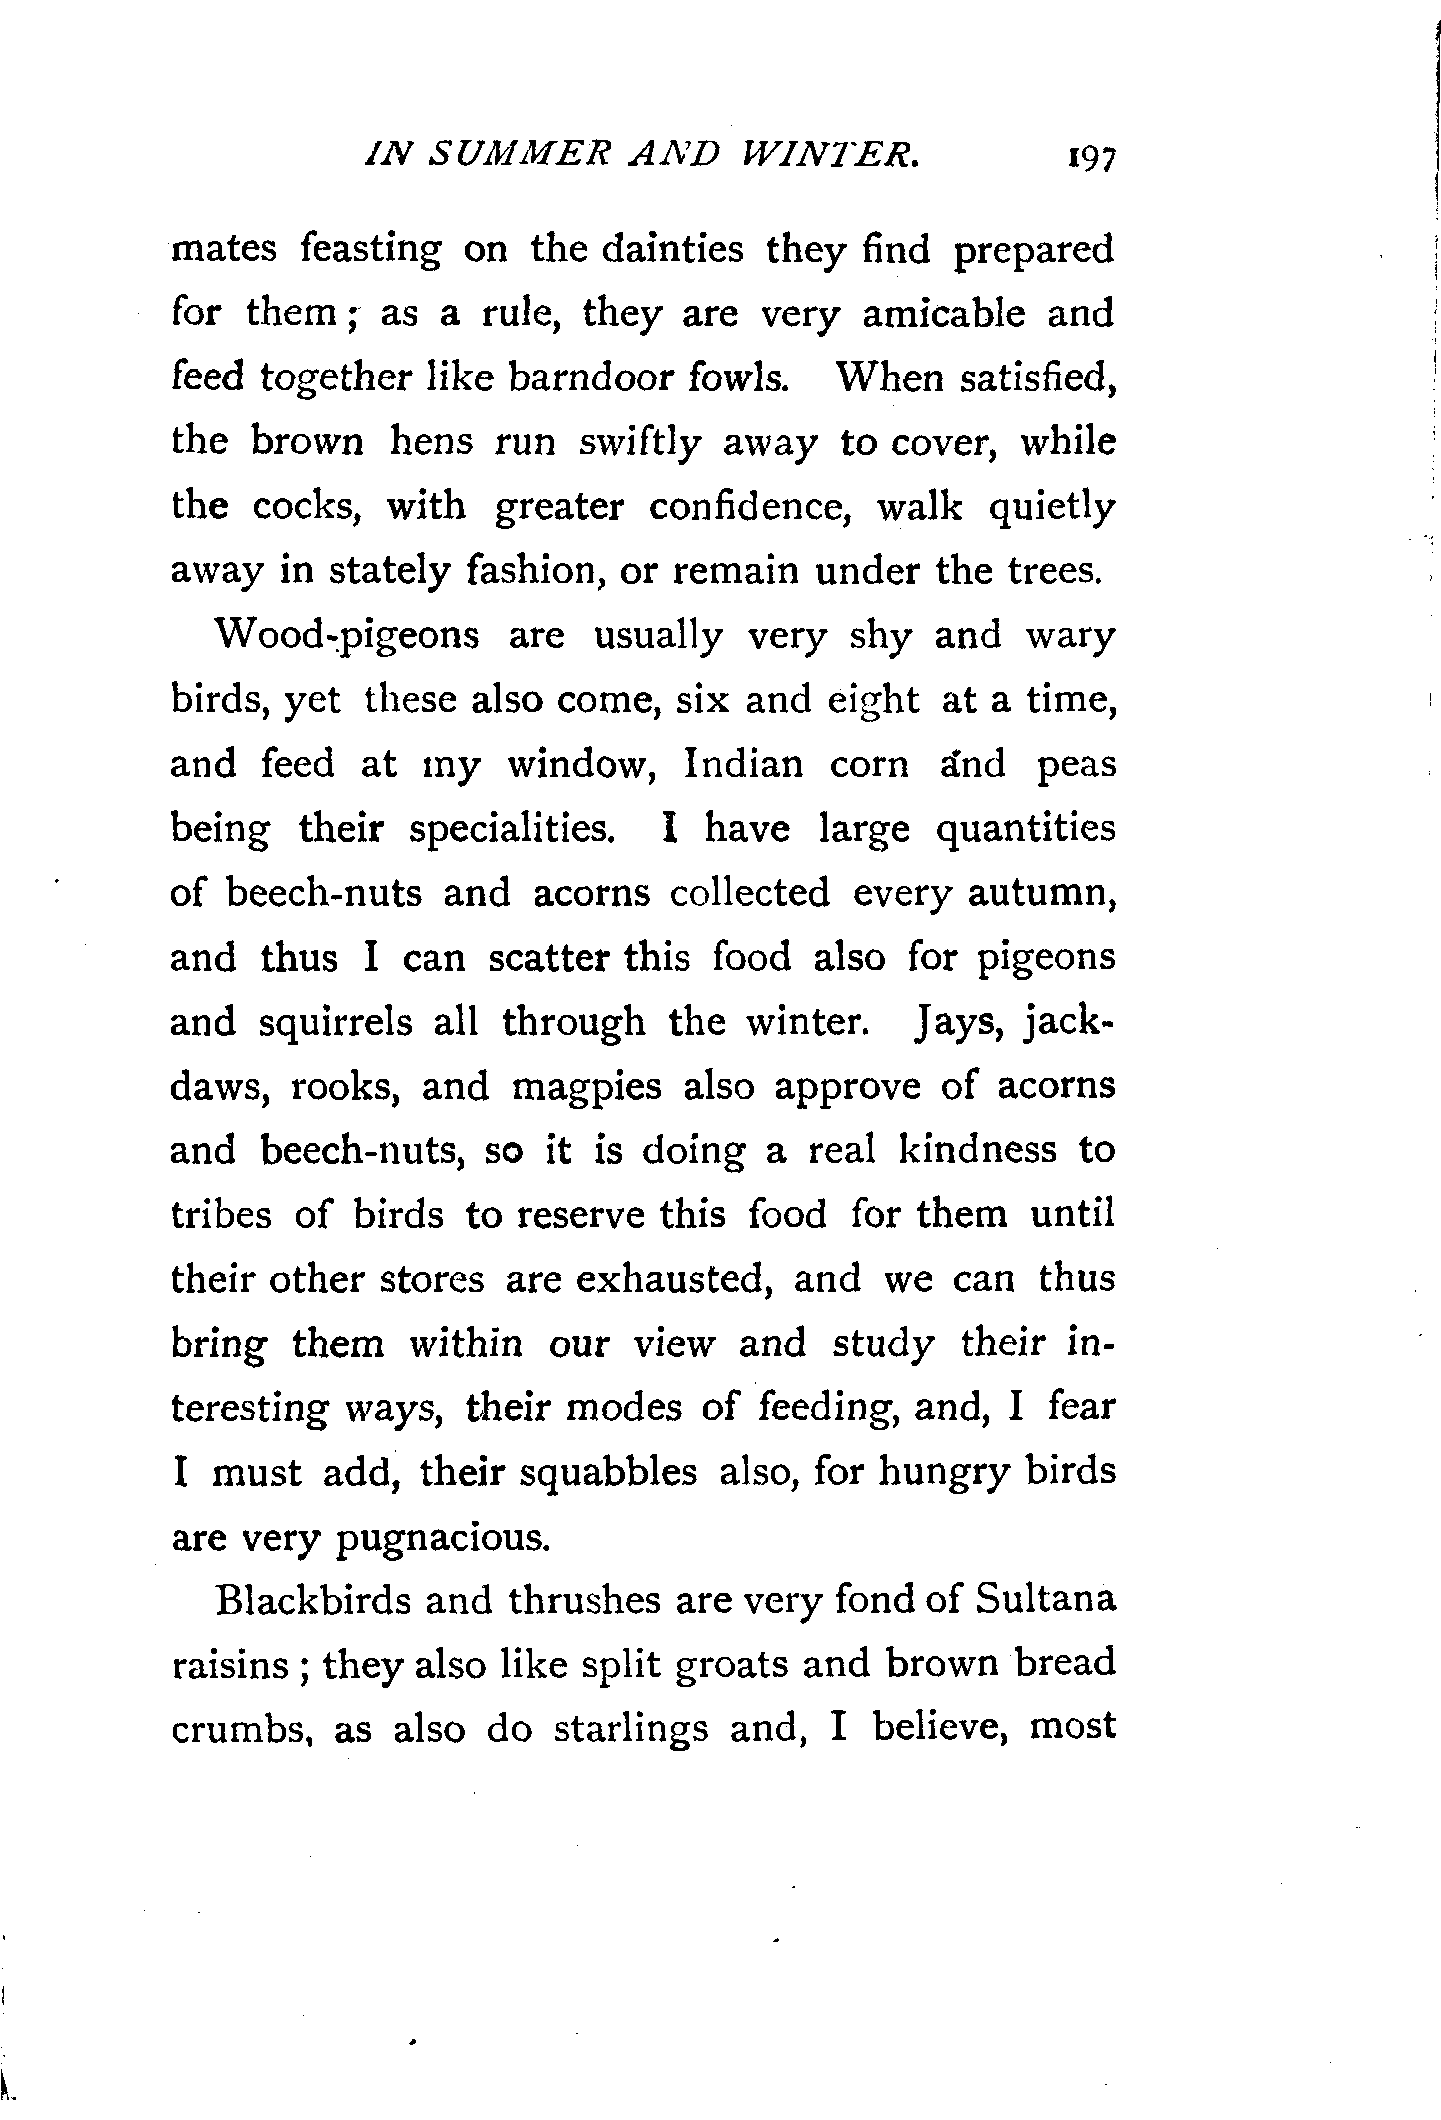 IN SUMMER AND WINTER. 197
mates feasting on the dainties they find prepared
for them ; as a rule, they are very amicable and
feed together like barndoor fowls. When satisfied,
the brown hens run swiftly away to cover, while
the cocks, with greater confidence, walk quietly
away in stately fashion, or remain under the trees.
Wood-pigeons are usually very shy and wary
birds, yet these also come, six and eight at a time,
and feed at my window, Indian corn and peas
being their specialities. I have large quantities
of beech-nuts and acorns collected every autumn,
and thus I can scatter this food also for pigeons
and squirrels all through the winter. Jays, jack-
daws, rooks, and magpies also approve of acorns
and beech-nuts, so it is doing a real kindness to
tribes of birds to reserve this food for them until
their other stores are exhausted, and we can thus
bring them within our view and study their in-
teresting ways, their modes of feeding, and, I fear
I must add, their squabbles also, for hungry birds
are very pugnacious.
Blackbirds and thrushes are very fond of Sultana
raisins ; they also like split groats and brown bread
crumbs, as also do starlings and, I believe, most